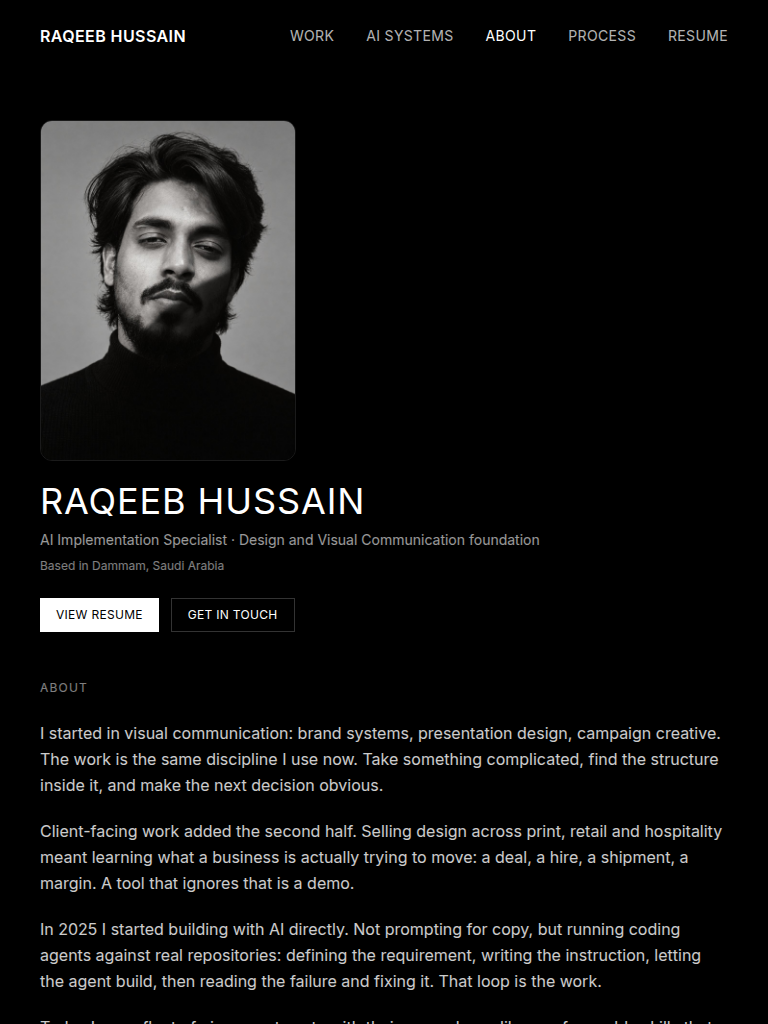 RAQEEB HUSSAIN
WORK AI SYSTEMS ABOUT PROCESS RESUME
RAQEEB HUSSAIN
AI Implementation Specialist · Design and Visual Communication foundation
Based in Dammam, Saudi Arabia
VIEW RESUME GET IN TOUCH
ABOUT
I started in visual communication: brand systems, presentation design, campaign creative.
The work is the same discipline I use now. Take something complicated, find the structure
inside it, and make the next decision obvious.
Client-facing work added the second half. Selling design across print, retail and hospitality
meant learning what a business is actually trying to move: a deal, a hire, a shipment, a
margin. A tool that ignores that is a demo.
In 2025 I started building with AI directly. Not prompting for copy, but running coding
agents against real repositories: defining the requirement, writing the instruction, letting
the agent build, then reading the failure and fixing it. That loop is the work.